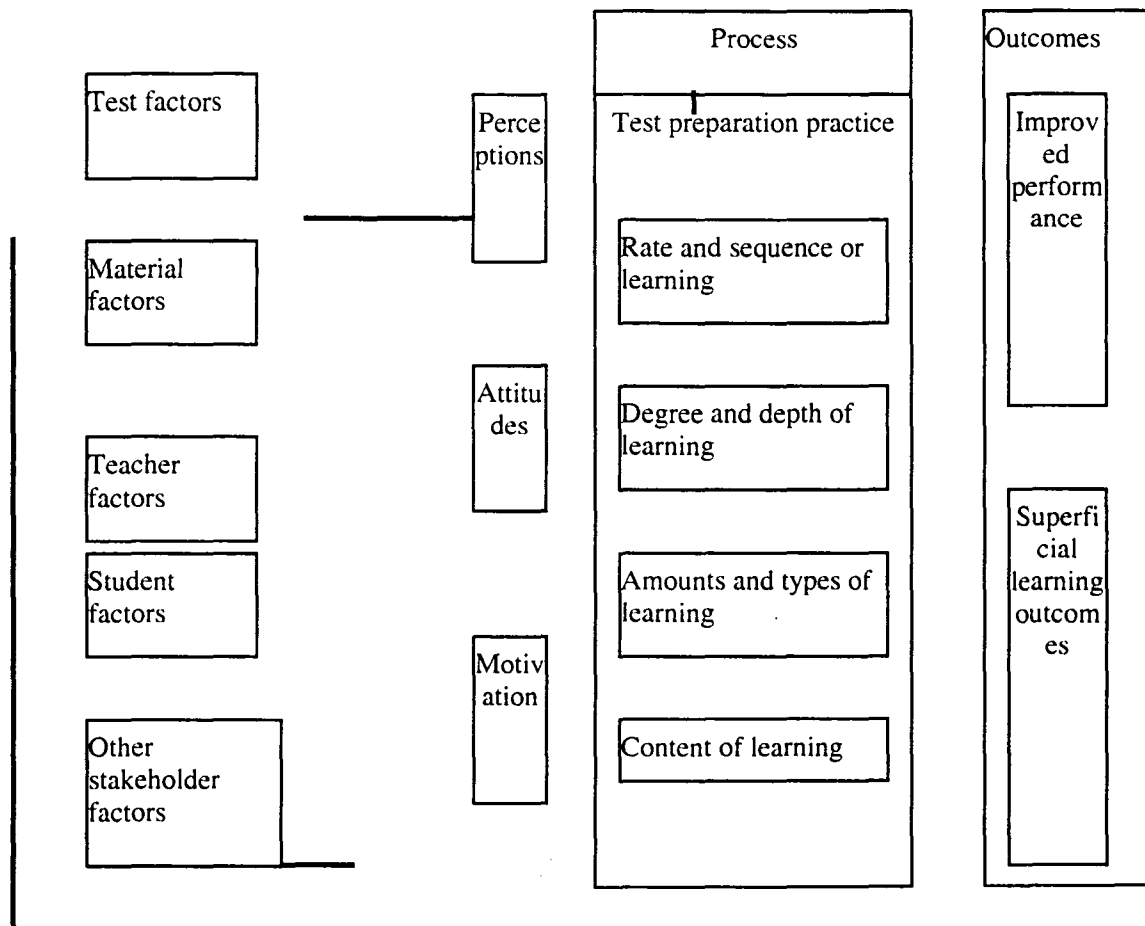 Test factors
Material
factors
Teacher
factors
Student
factors
Other
stakeholder
factors
Perce
ptions
Attitu
des
Motiv
ation
Process
Test preparation practice
Rate and sequence or
learning
Degree and depth of
learning
Amounts and types of
learning
Content of learning
Outcomes
Improv
ed
perform
ance
Superfi
cial
learning
outcom
es